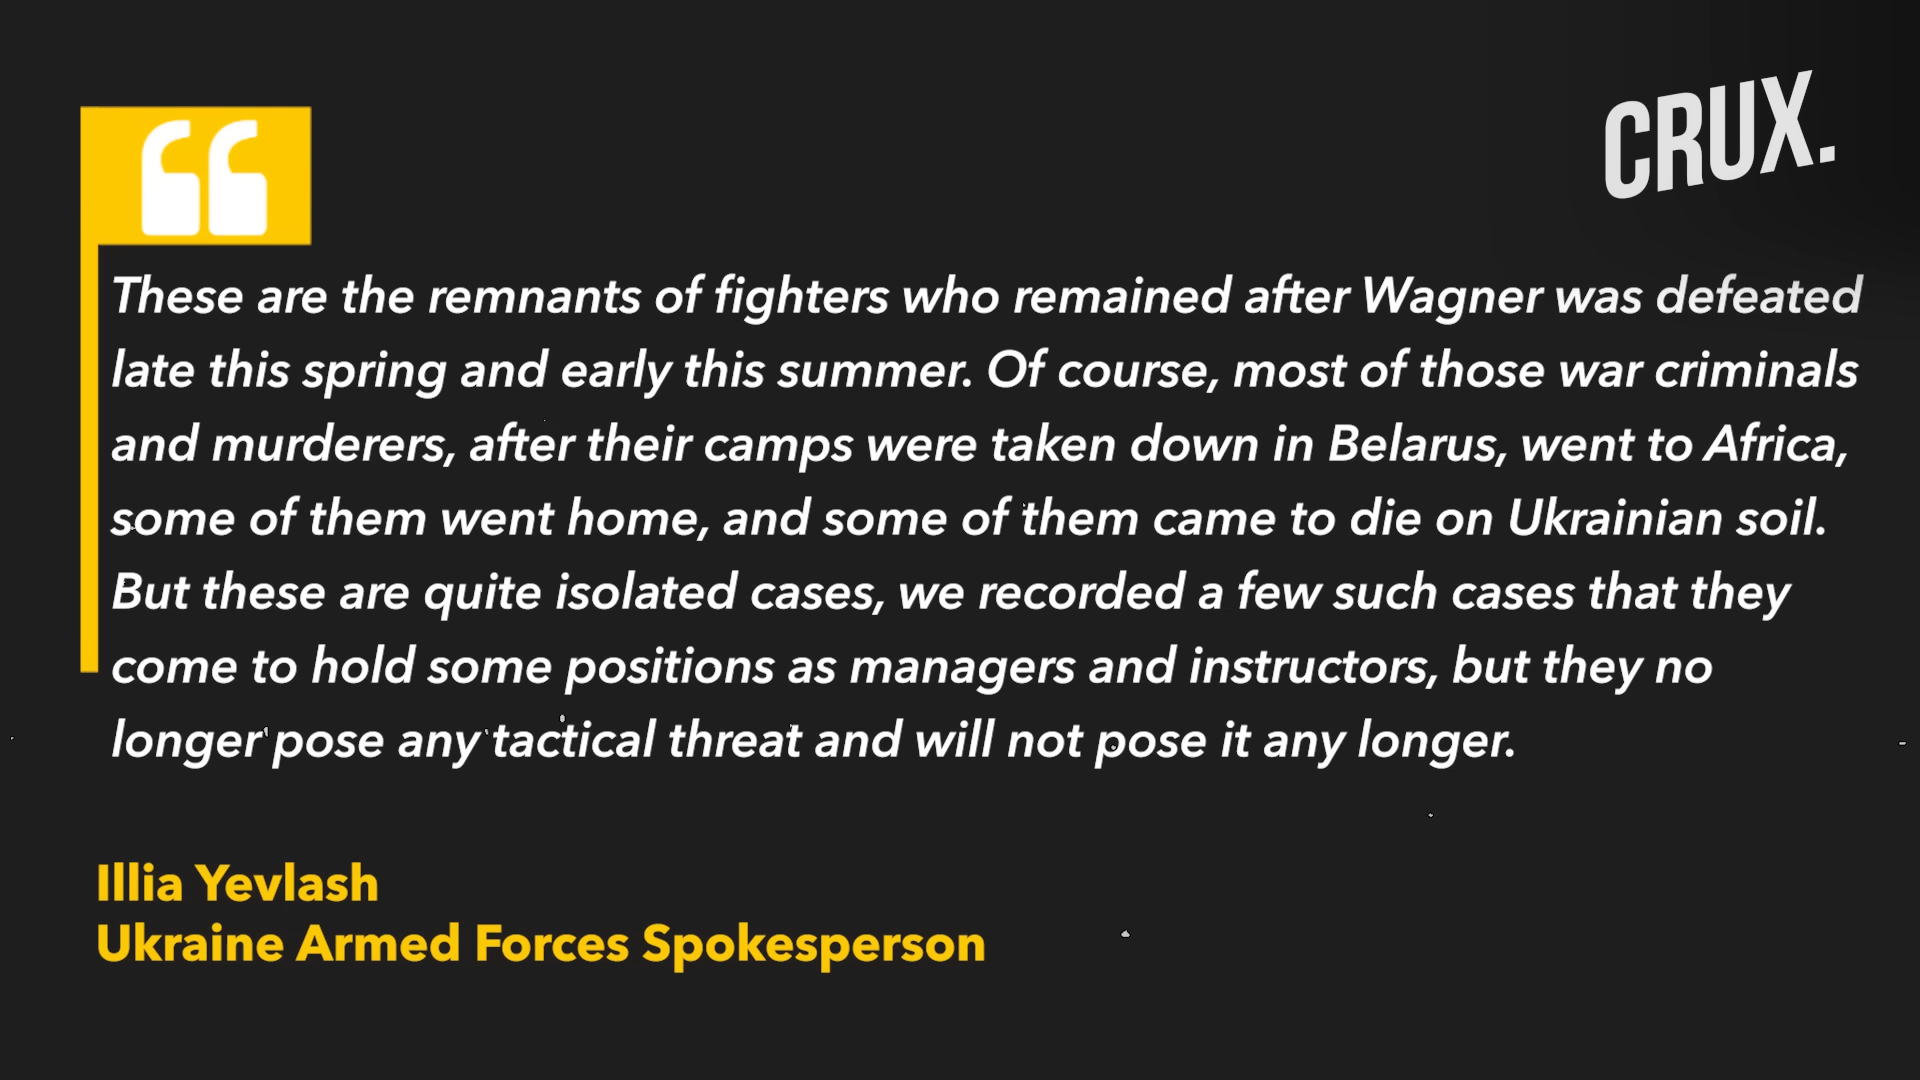 CRUX.
These are the remnants of fighters who remained after Wagner was defeated
late this spring and early this summer. Of course, most of those war criminals
and murderers, after their camps were taken down in Belarus, went to Africa,
some of them went home, and some of them came to die on Ukrainian soil.
But these are quite isolated cases, we recorded a few such cases that they
come to hold some positions as managers and instructors, but they no
longer pose any tactical threat and will not pose it any longer.
Illia Yevlash
Ukraine Armed Forces Spokesperson